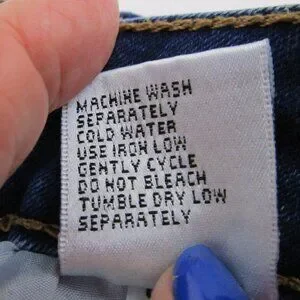 MACHINE WASH
SEPARATELY
COLD WATER
USE IRON LOW
GENTLY CYCLE
DO NOT BLEACH
TUMBLE DRY LOW
SEPARATELY